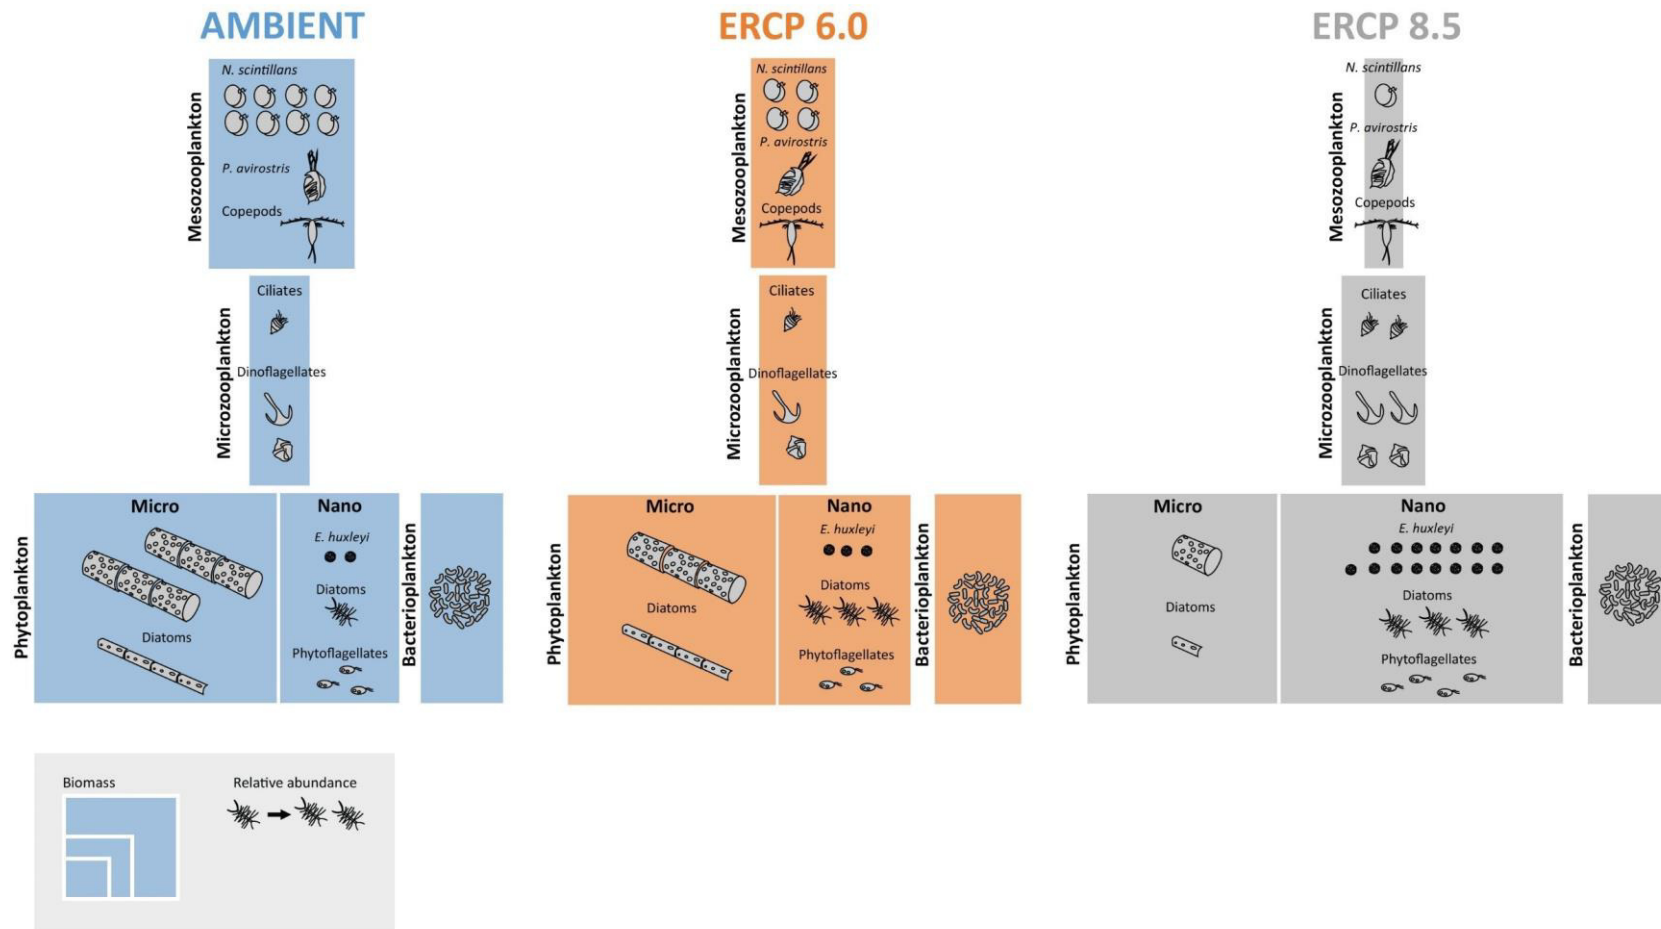 AMBIENT
Mesozooplankton
N. scintillans
P. avirostris
Copepods
Microzooplankton
Ciliates
Dinoflagellates
Phytoplankton
Micro
Diatoms
Nano
E. huxleyi
Diatoms
Phytoflagellates
Bacterioplankton
ERCP 6.0
Mesozooplankton
N. scintillans
P. avirostris
Copepods
Microzooplankton
Ciliates
Dinoflagellates
Phytoplankton
Micro
Diatoms
Nano
E. huxleyi
Diatoms
Phytoflagellates
Bacterioplankton
ERCP 8.5
Mesozooplankton
N. scintillans
P. avirostris
Copepods
Microzooplankton
Ciliates
Dinoflagellates
Phytoplankton
Micro
Diatoms
Nano
E. huxleyi
Diatoms
Phytoflagellates
Bacterioplankton
Biomass
Relative abundance